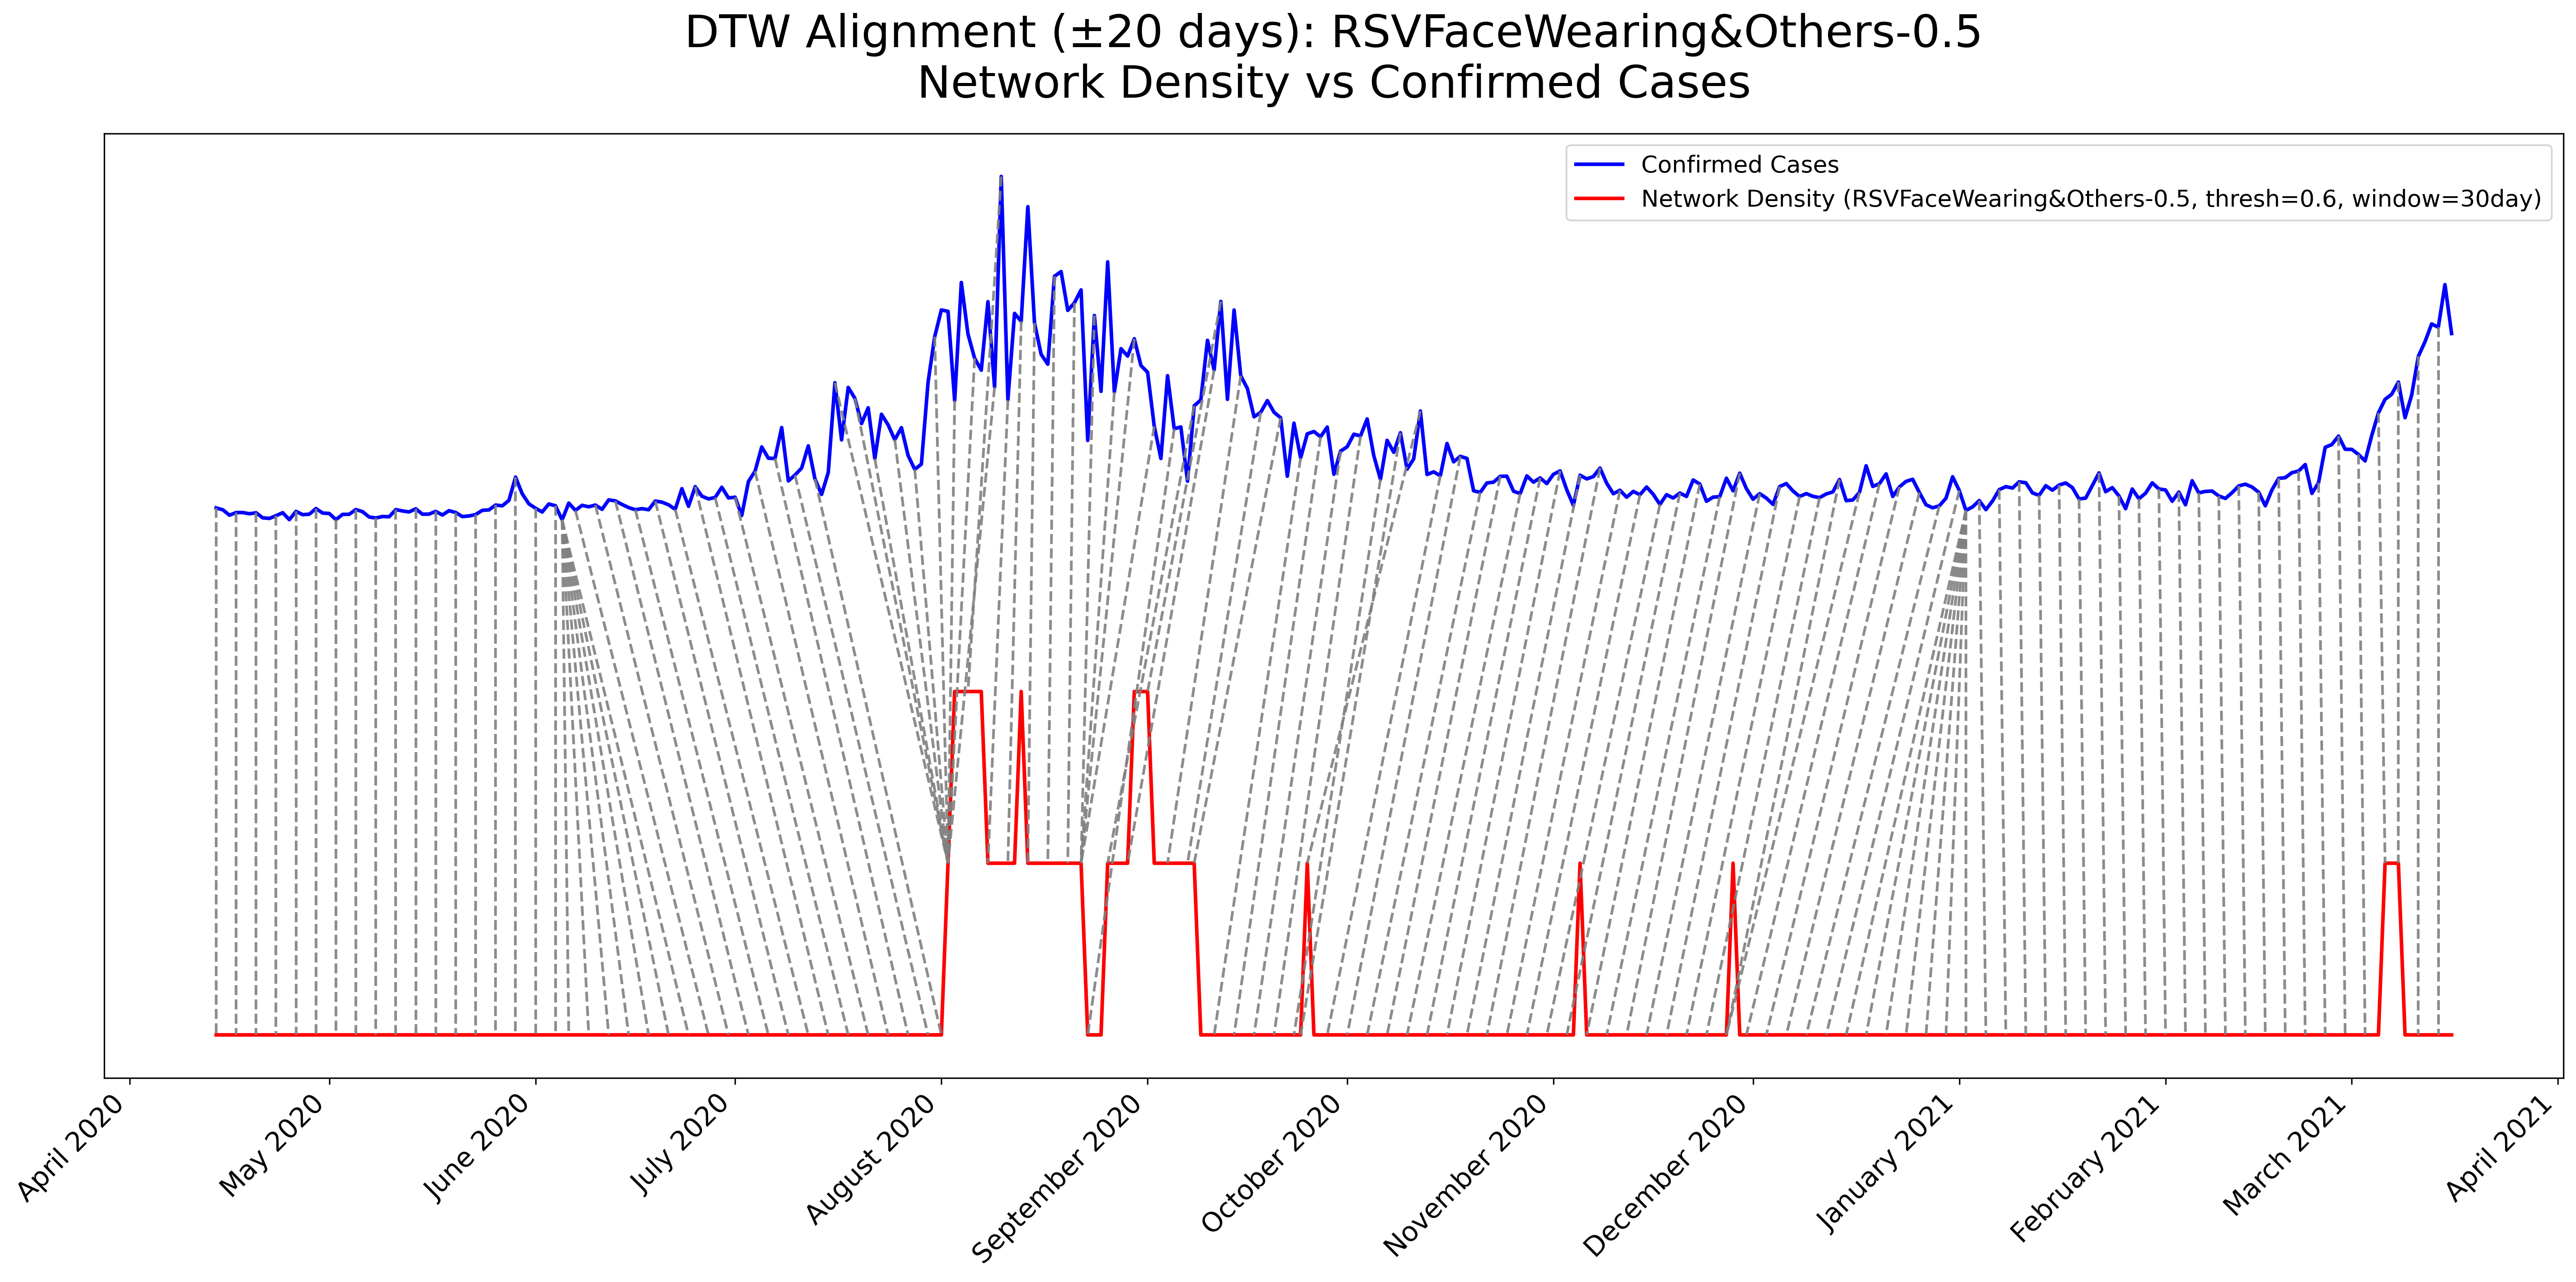 DTW Alignment (±20 days): RSVFaceWearing&Others-0.5
Network Density vs Confirmed Cases
Confirmed Cases
Network Density (RSVFaceWearing&Others-0.5, thresh=0.6, window=30day)
April 2020
May 2020
June 2020
July 2020
August 2020
September 2020
October 2020
November 2020
December 2020
January 2021
February 2021
March 2021
April 2021